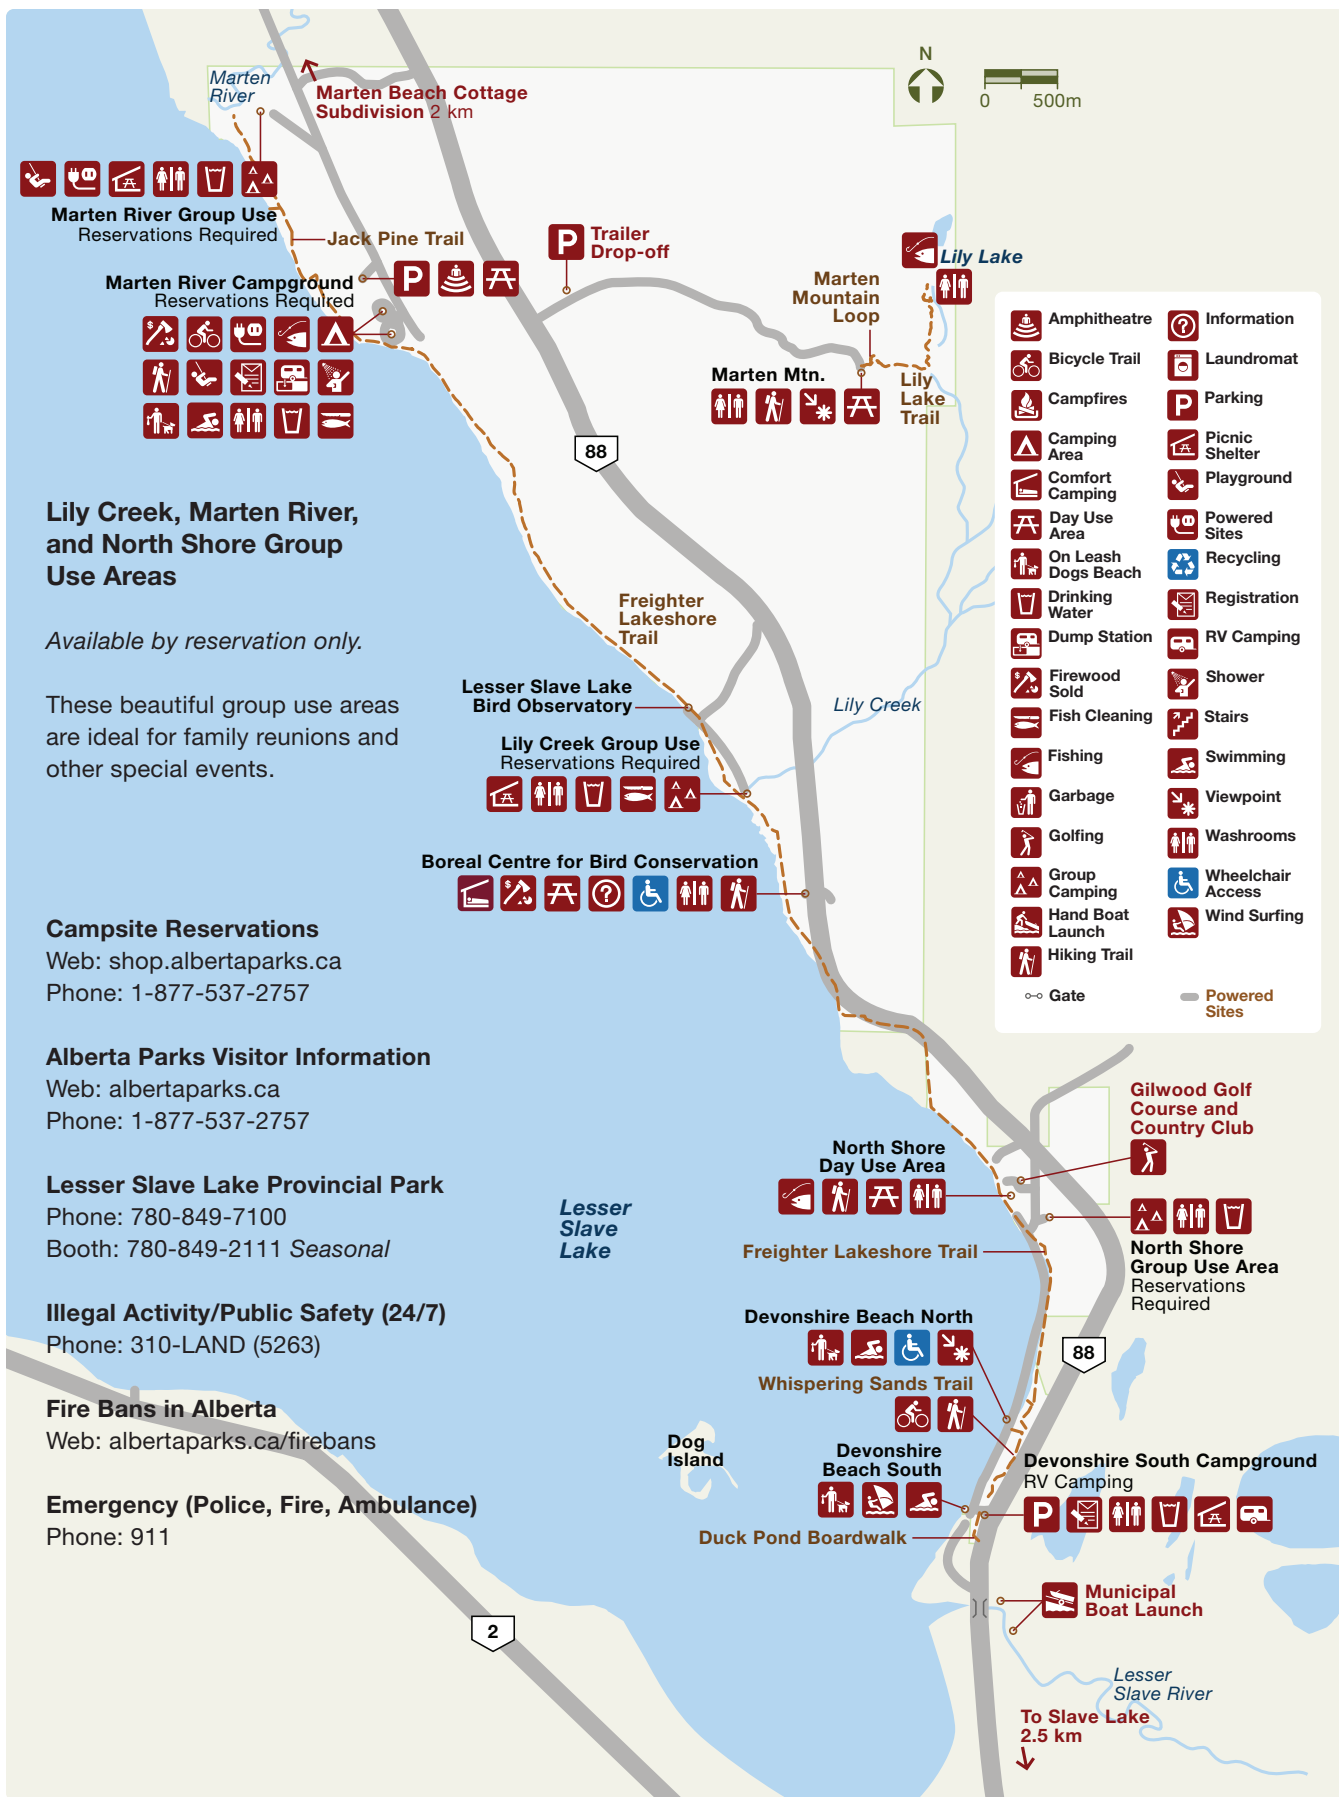 Marten
River
Marten Beach Cottage
Subdivision 2 km
N
0 500m
Marten River Group Use
Reservations Required
Jack Pine Trail
P
Trailer
Drop-off
Lily Lake
Marten River Campground
Reservations Required
P
Marten
Mountain
Loop
$
Marten Mtn.
Lily
Lake
Trail
88
Lily Creek, Marten River,
and North Shore Group
Use Areas
Available by reservation only.
These beautiful group use areas
are ideal for family reunions and
other special events.
Freighter
Lakeshore
Trail
Lesser Slave Lake
Bird Observatory
Lily Creek
Lily Creek Group Use
Reservations Required
Boreal Centre for Bird Conservation
$
?
Amphitheatre
Bicycle Trail
Campfires
Camping
Area
Comfort
Camping
Day Use
Area
On Leash
Dogs Beach
Drinking
Water
Dump Station
$
Firewood
Sold
Fish Cleaning
Fishing
Garbage
Golfing
Group
Camping
Hand Boat
Launch
Hiking Trail
Gate
?
Information
Laundromat
P
Parking
Picnic
Shelter
Playground
Powered
Sites
Recycling
Registration
RV Camping
Shower
Stairs
Swimming
Viewpoint
Washrooms
Wheelchair
Access
Wind Surfing
Powered
Sites
Campsite Reservations
Web: shop.albertaparks.ca
Phone: 1-877-537-2757
Alberta Parks Visitor Information
Web: albertaparks.ca
Phone: 1-877-537-2757
Lesser Slave Lake Provincial Park
Phone: 780-849-7100
Booth: 780-849-2111 Seasonal
Illegal Activity/Public Safety (24/7)
Phone: 310-LAND (5263)
Fire Bans in Alberta
Web: albertaparks.ca/firebans
Emergency (Police, Fire, Ambulance)
Phone: 911
Lesser
Slave
Lake
Gilwood Golf
Course and
Country Club
North Shore
Day Use Area
Freighter Lakeshore Trail
North Shore
Group Use Area
Reservations
Required
Devonshire Beach North
88
Whispering Sands Trail
Dog
Island
Devonshire
Beach South
Devonshire South Campground
RV Camping
P
Duck Pond Boardwalk
Municipal
Boat Launch
2
Lesser
Slave River
To Slave Lake
2.5 km